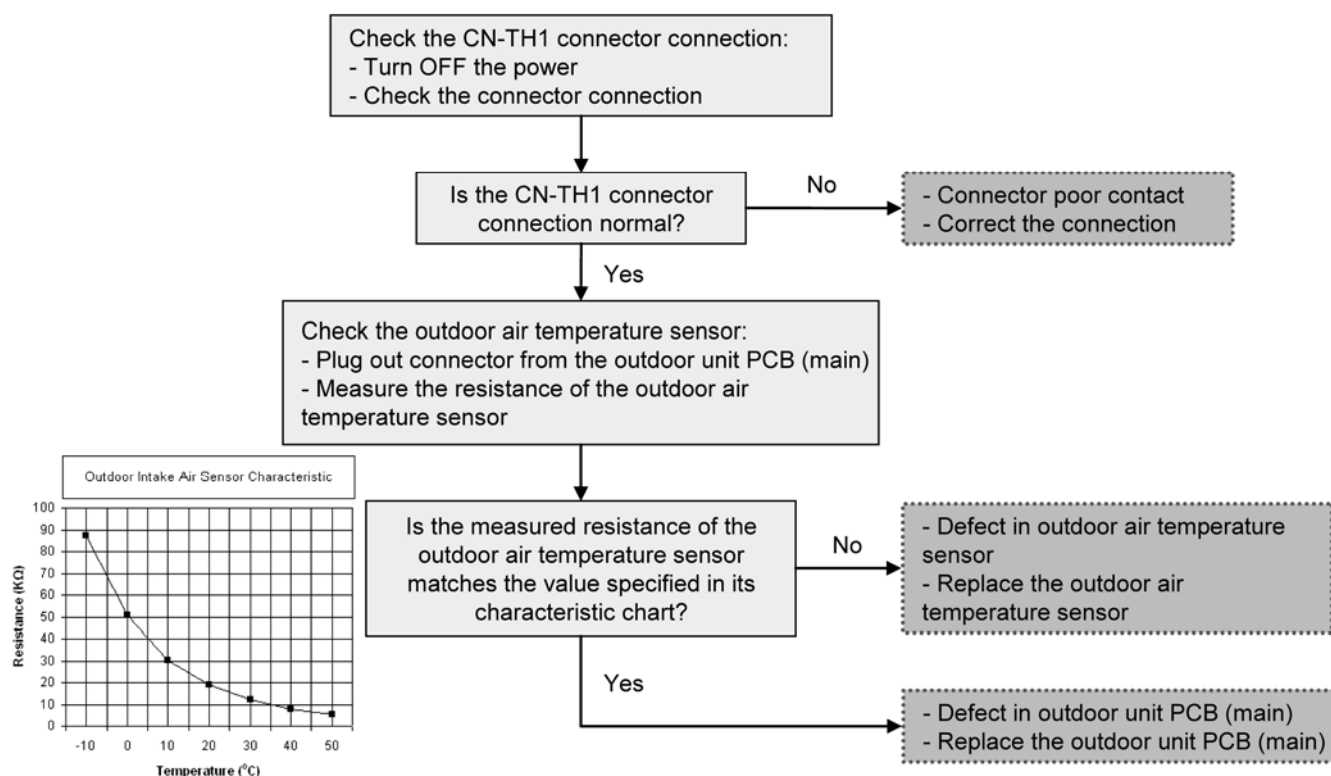 Check the CN-TH1 connector connection:
- Turn OFF the power
- Check the connector connection
Is the CN-TH1 connector
connection normal?
No
- Connector poor contact
- Correct the connection
Yes
Check the outdoor air temperature sensor:
- Plug out connector from the outdoor unit PCB (main)
- Measure the resistance of the outdoor air
temperature sensor
Outdoor Intake Air Sensor Characteristic
Resistance (KΩ)
100
90
80
70
60
50
40
30
20
10
0
-10 0 10 20 30 40 50
Temperature (°C)
Is the measured resistance of the
outdoor air temperature sensor
matches the value specified in its
characteristic chart?
No
- Defect in outdoor air temperature
sensor
- Replace the outdoor air
temperature sensor
Yes
- Defect in outdoor unit PCB (main)
- Replace the outdoor unit PCB (main)